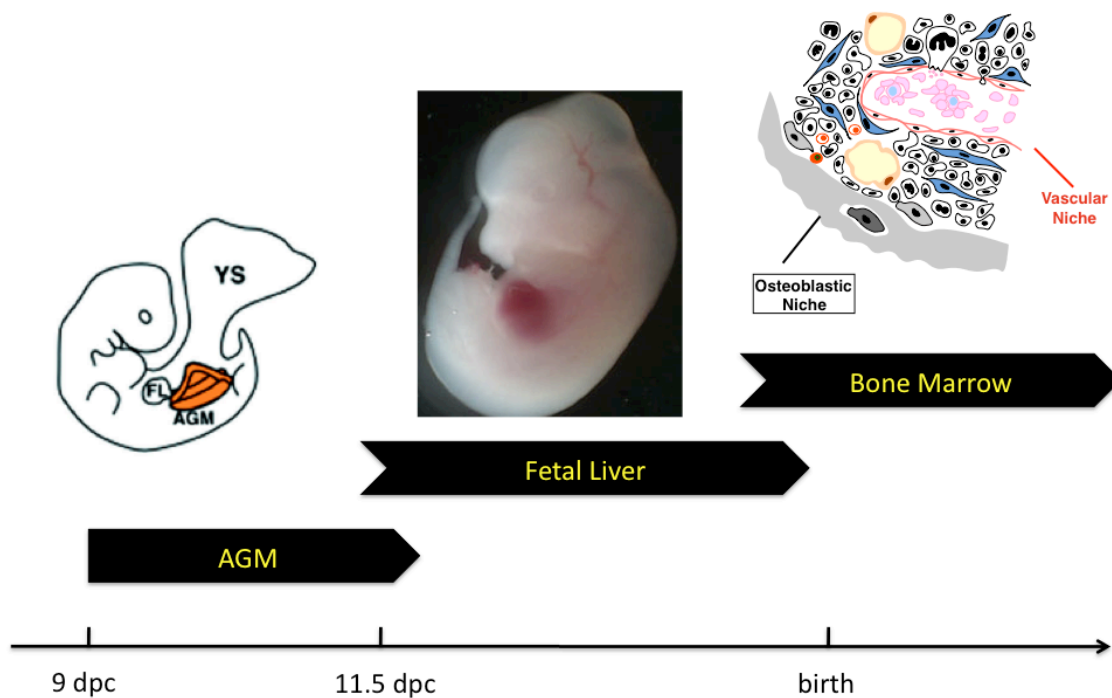 YS
FL
AGM
Vascular
Niche
Osteoblastic
Niche
Bone Marrow
Fetal Liver
AGM
9 dpc
11.5 dpc
birth